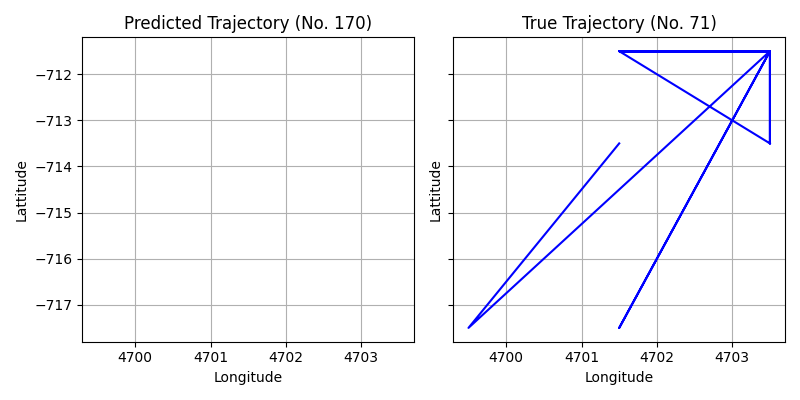 Predicted Trajectory (No. 170)
True Trajectory (No. 71)
Lattitude
−712
−713
−714
−715
−716
−717
4700
4701
4702
4703
Longitude
Lattitude
4700
4701
4702
4703
Longitude